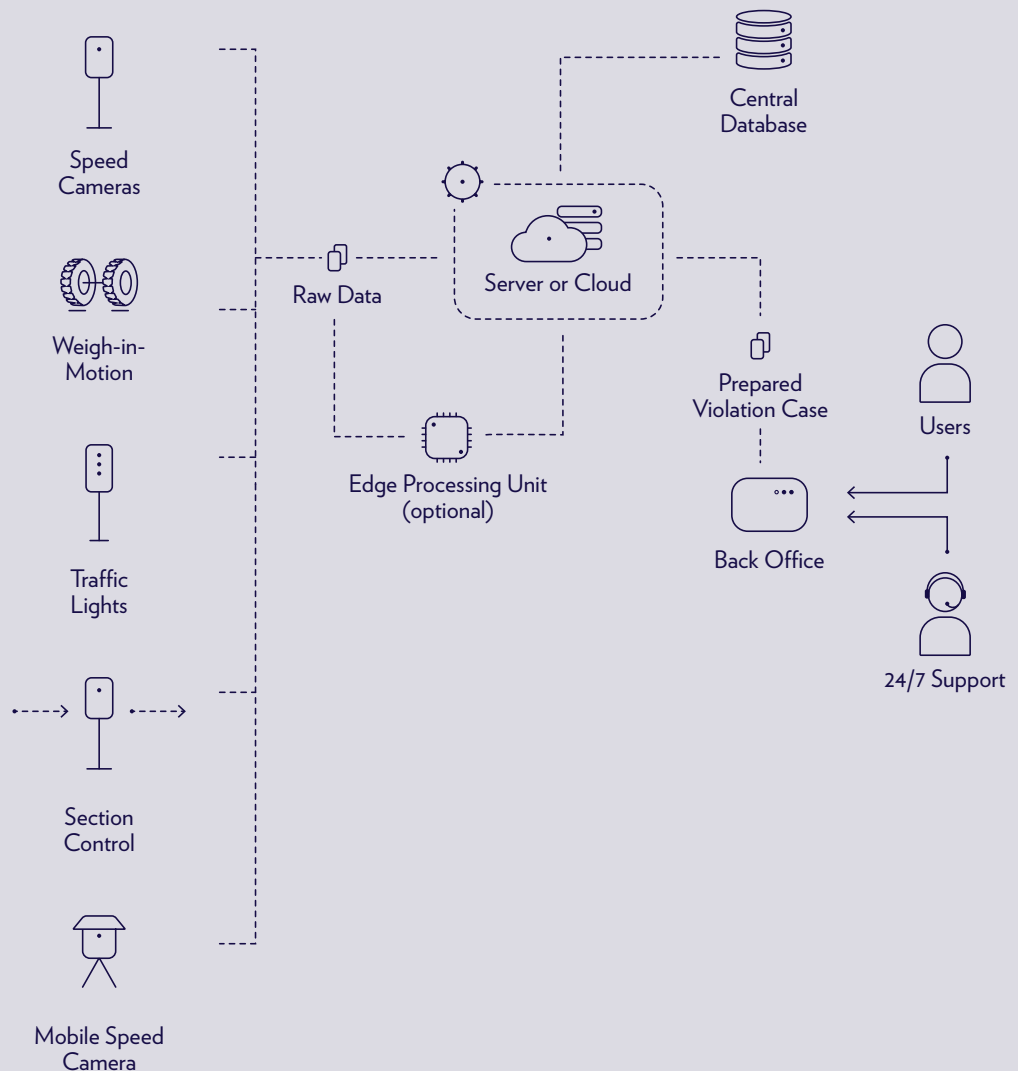 Speed
Cameras
Weigh-in-
Motion
Traffic
Lights
Section
Control
Mobile Speed
Camera
Raw Data
Edge Processing Unit
(optional)
Server or Cloud
Central
Database
Prepared
Violation Case
Back Office
Users
24/7 Support